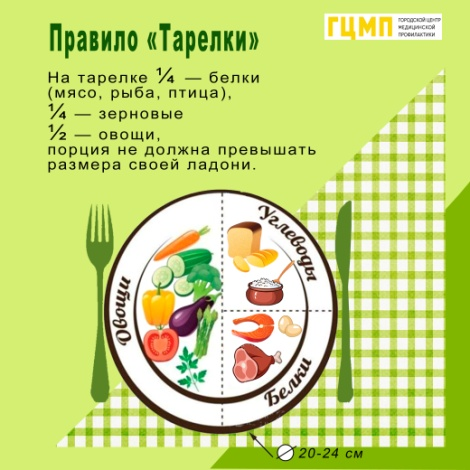 Правило «Тарелки»
ГЦМП
ГОРОДСКОЙ ЦЕНТР
МЕДИЦИНСКОЙ
ПРОФИЛАКТИКИ
На тарелке ¼ — белки
(мясо, рыба, птица),
¼ — зерновые
½ — овощи,
порция не должна превышать
размера своей ладони.
Овощи
Углеводы
Белки
20-24 см